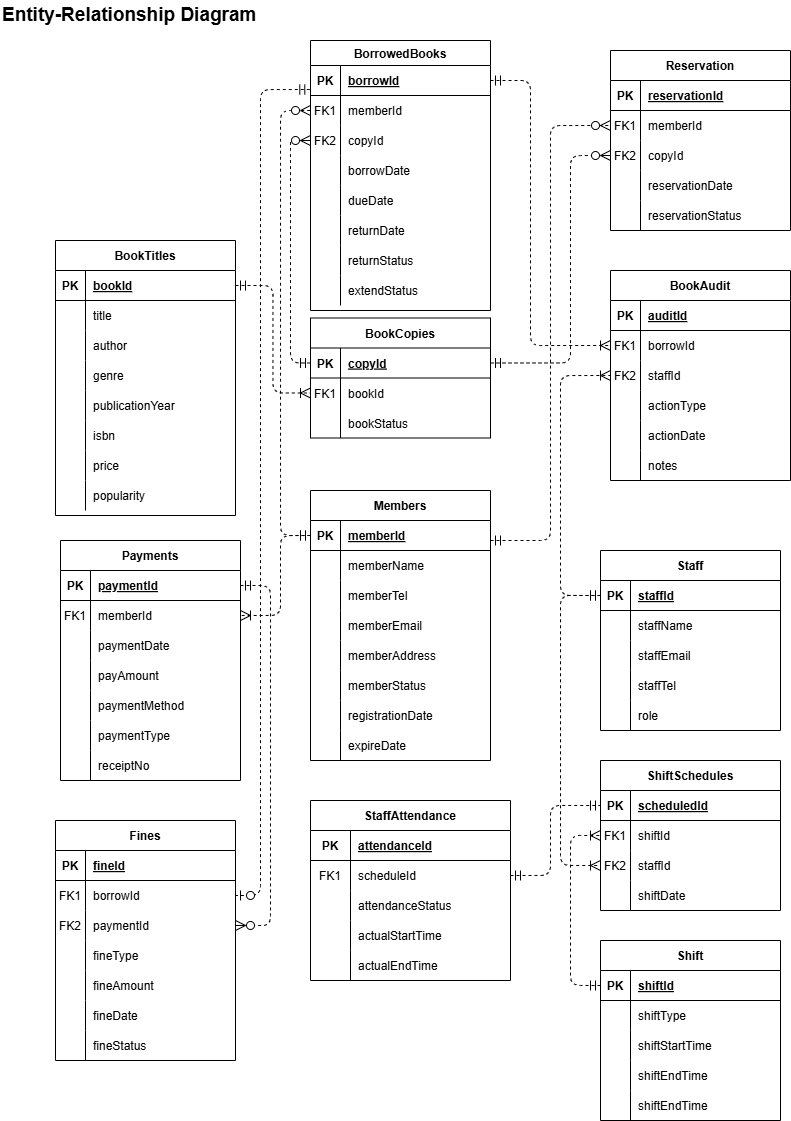 Entity-Relationship Diagram
BorrowedBooks
PK borrowId
FK1 memberId
FK2 copyId
borrowDate
dueDate
returnDate
returnStatus
extendStatus
Reservation
PK reservationId
FK1 memberId
FK2 copyId
reservationDate
reservationStatus
BookTitles
PK bookId
title
author
genre
publicationYear
isbn
price
popularity
BookCopies
PK copyId
FK1 bookId
bookStatus
BookAudit
PK auditId
FK1 borrowId
FK2 staffId
actionType
actionDate
notes
Members
PK memberId
memberName
memberTel
memberEmail
memberAddress
memberStatus
registrationDate
expireDate
Payments
PK paymentId
FK1 memberId
paymentDate
payAmount
paymentMethod
paymentType
receiptNo
Staff
PK staffId
staffName
staffEmail
staffTel
role
Fines
PK fineId
FK1 borrowId
FK2 paymentId
fineType
fineAmount
fineDate
fineStatus
StaffAttendance
PK attendanceId
FK1 scheduleId
attendanceStatus
actualStartTime
actualEndTime
ShiftSchedules
PK scheduledId
FK1 shiftId
FK2 staffId
shiftDate
Shift
PK shiftId
shiftType
shiftStartTime
shiftEndTime
shiftEndTime